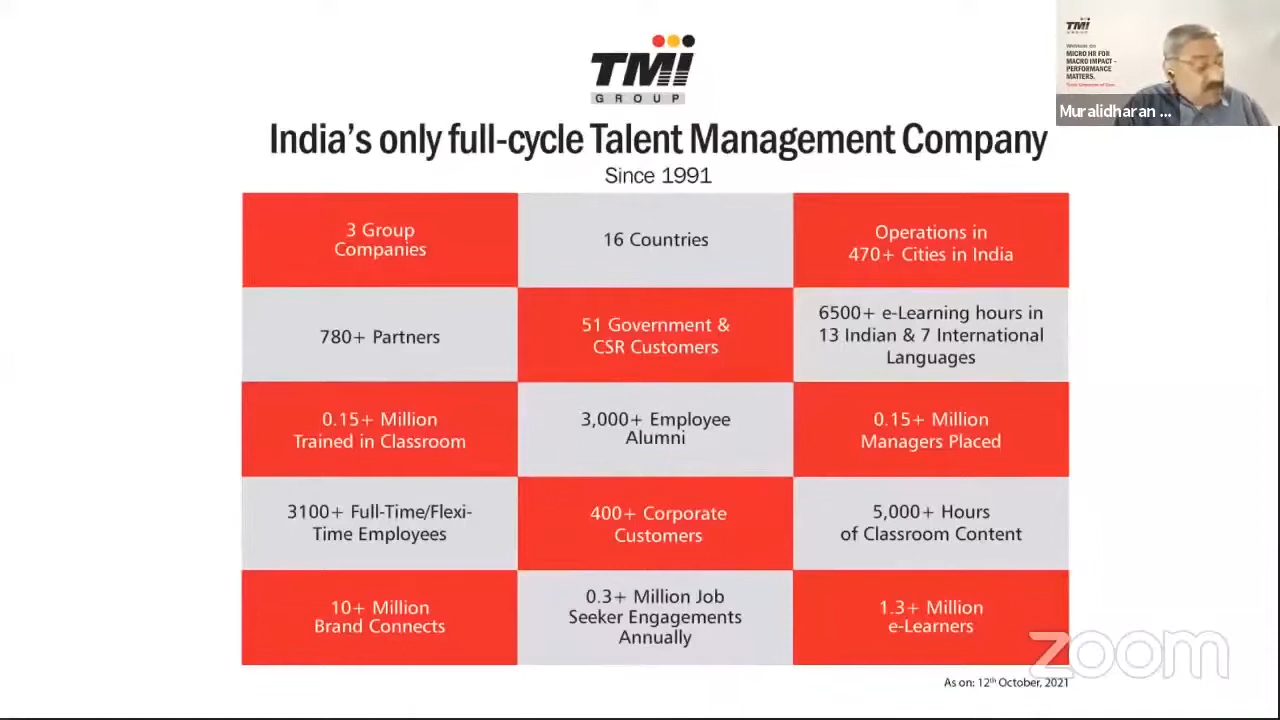 TMI
GROUP
India's only full-cycle Talent Management Company
Since 1991
3 Group
Companies
16 Countries
Operations in
470+ Cities in India
780+ Partners
51 Government &
CSR Customers
6500+ e-Learning hours in
13 Indian & 7 International
Languages
0.15+ Million
Trained in Classroom
3,000+ Employee
Alumni
0.15+ Million
Managers Placed
3100+ Full-Time/Flexi-
Time Employees
400+ Corporate
Customers
5,000+ Hours
of Classroom Content
10+ Million
Brand Connects
0.3+ Million Job
Seeker Engagements
Annually
1.3+ Million
e-Learners
As on: 12th October, 2021
zoom
TMI
GROUP
MICRO HR FOR
MACRO IMPACT -
PERFORMANCE
MATTERS.
Muralidharan ...